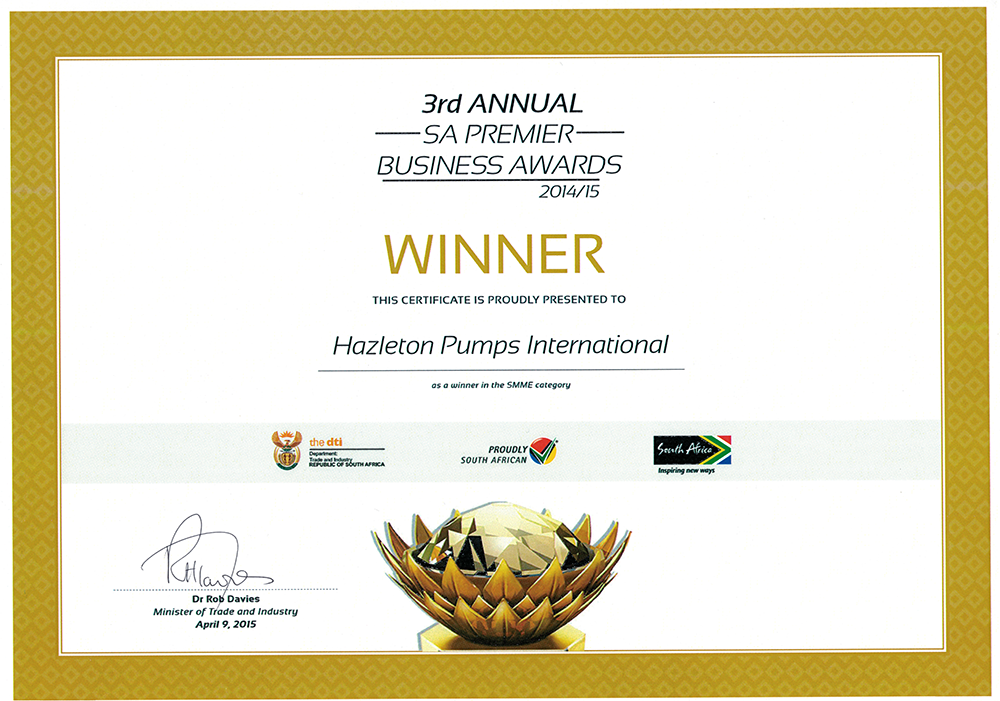 3rd ANNUAL
SA PREMIER
BUSINESS AWARDS
2014/15
WINNER
THIS CERTIFICATE IS PROUDLY PRESENTED TO
Hazleton Pumps International
as a winner in the SMME category
the dti
Department:
Trade and Industry
REPUBLIC OF SOUTH AFRICA
PROUDLY
SOUTH AFRICAN
South Africa
Inspiring new ways
Dr Rob Davies
Minister of Trade and Industry
April 9, 2015